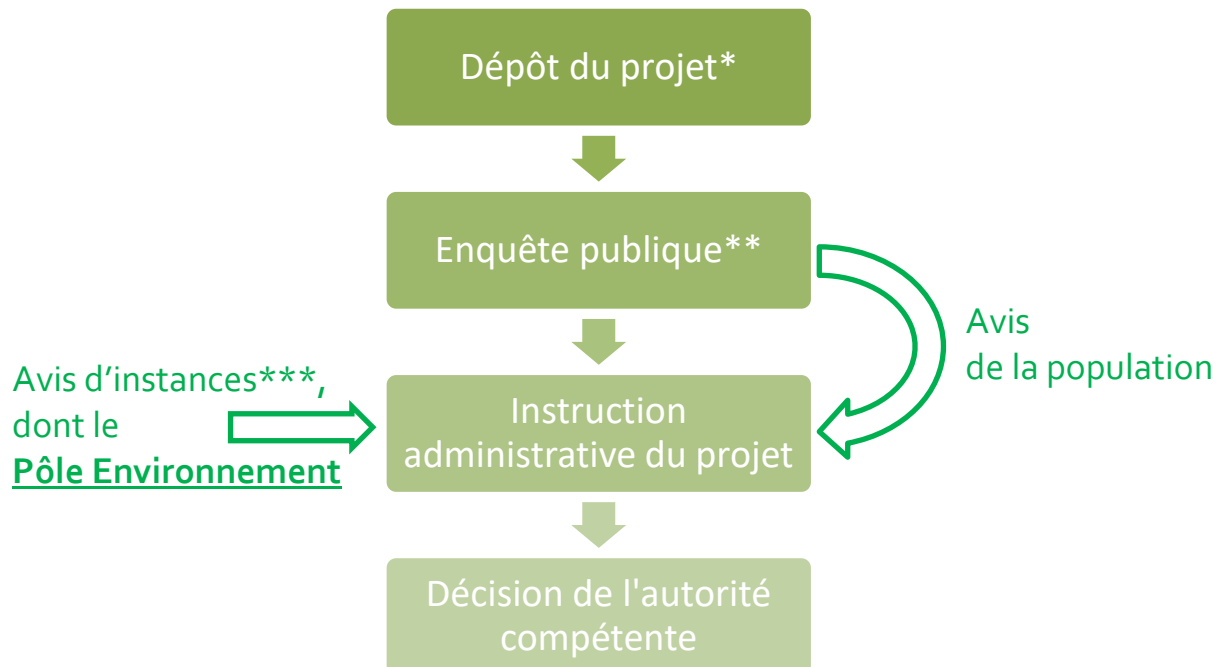 Dépôt du projet*
Enquête publique**
Avis
de la population
Avis d'instances***,
dont le
Pôle Environnement
Instruction
administrative du projet
Décision de l'autorité
compétente